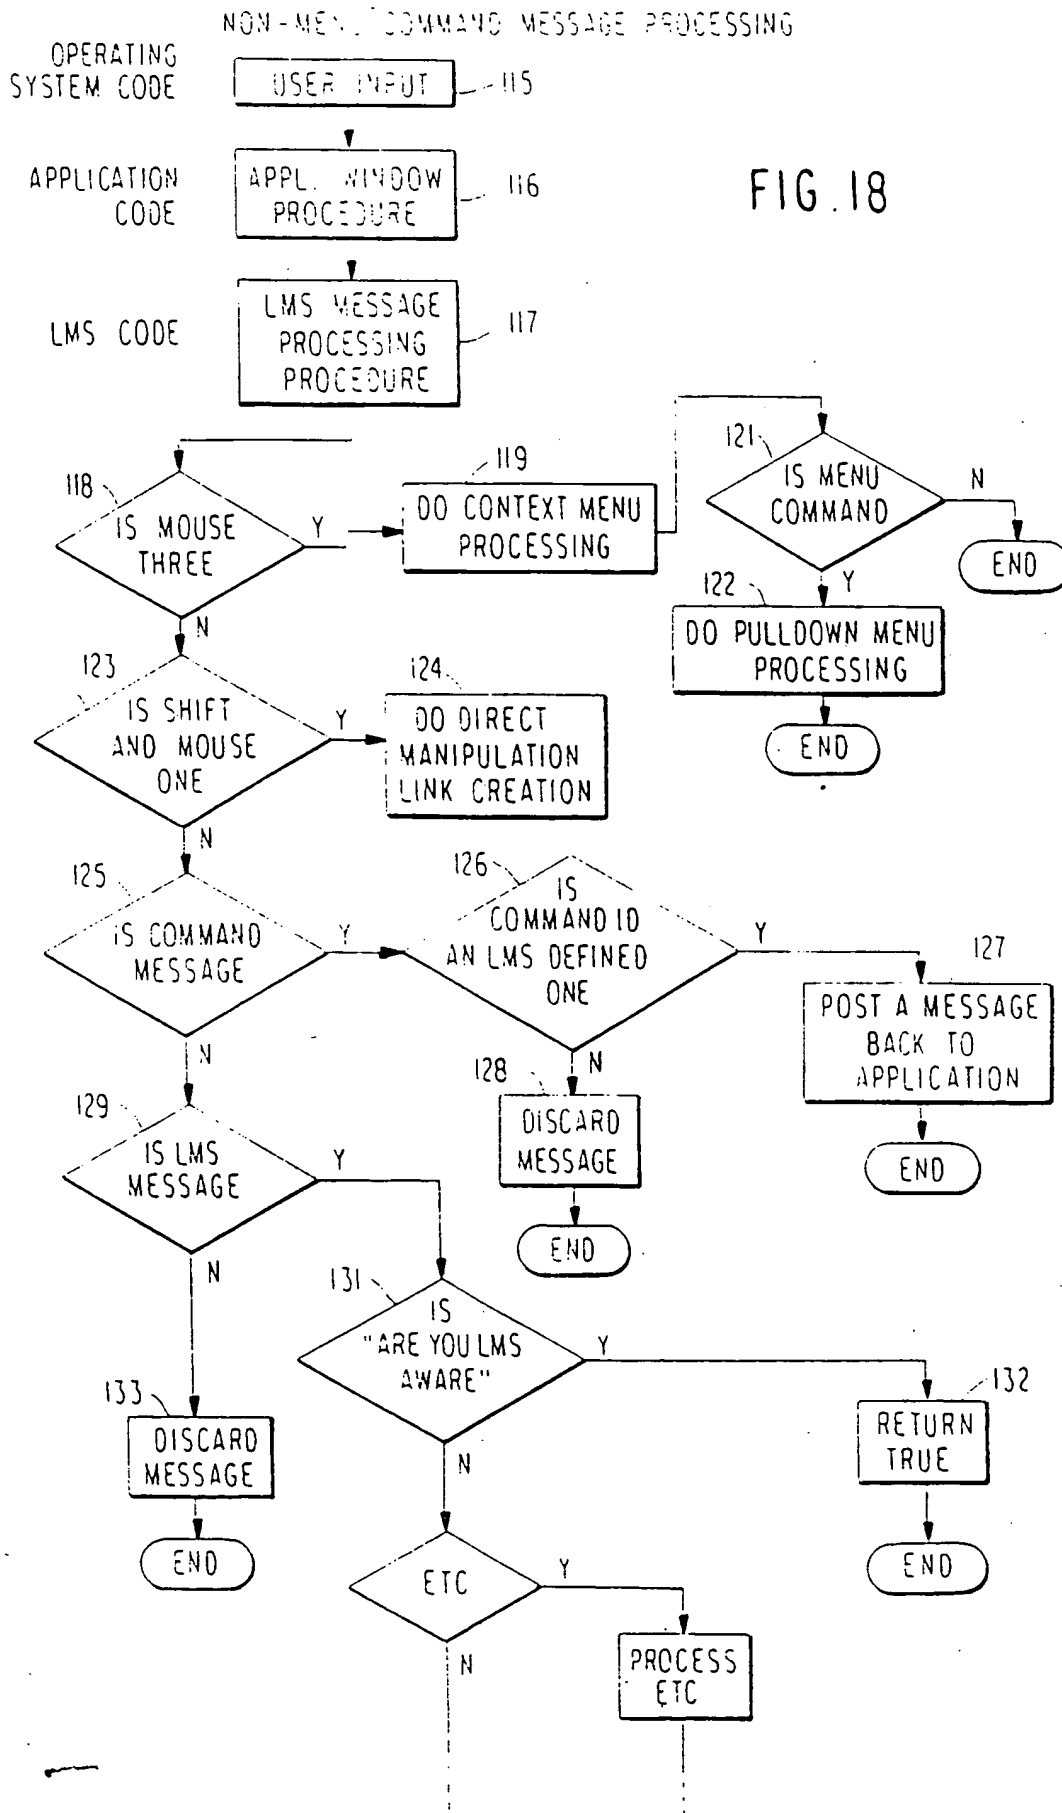 NON-MENU COMMAND MESSAGE PROCESSING
OPERATING
SYSTEM CODE
USER INPUT
115
APPLICATION
CODE
APPL. WINDOW
PROCEDURE
116
FIG.18
LMS CODE
LMS MESSAGE
PROCESSING
PROCEDURE
117
118
IS MOUSE
THREE
Y
N
119
DO CONTEXT MENU
PROCESSING
121
IS MENU
COMMAND
N
END
Y
122
DO PULLDOWN MENU
PROCESSING
END
123
IS SHIFT
AND MOUSE
ONE
Y
N
124
DO DIRECT
MANIPULATION
LINK CREATION
125
IS COMMAND
MESSAGE
Y
N
126
IS
COMMAND ID
AN LMS DEFINED
ONE
Y
N
127
POST A MESSAGE
BACK TO
APPLICATION
END
128
DISCARD
MESSAGE
END
129
IS LMS
MESSAGE
Y
N
131
IS
"ARE YOU LMS
AWARE"
Y
N
132
RETURN
TRUE
END
133
DISCARD
MESSAGE
END
ETC
Y
N
PROCESS
ETC